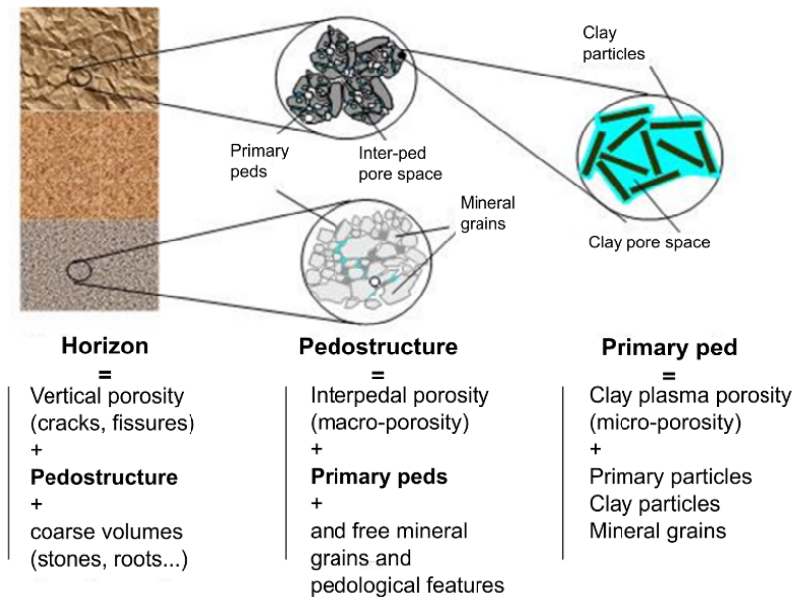 Clay
particles
Primary
peds
Inter-ped
pore space
Mineral
grains
Clay pore space
Horizon
=
Vertical porosity
(cracks, fissures)
+
Pedostructure
+
coarse volumes
(stones, roots...)
Pedostructure
=
Interpedal porosity
(macro-porosity)
+
Primary peds
+
and free mineral
grains and
pedological features
Primary ped
=
Clay plasma porosity
(micro-porosity)
+
Primary particles
Clay particles
Mineral grains